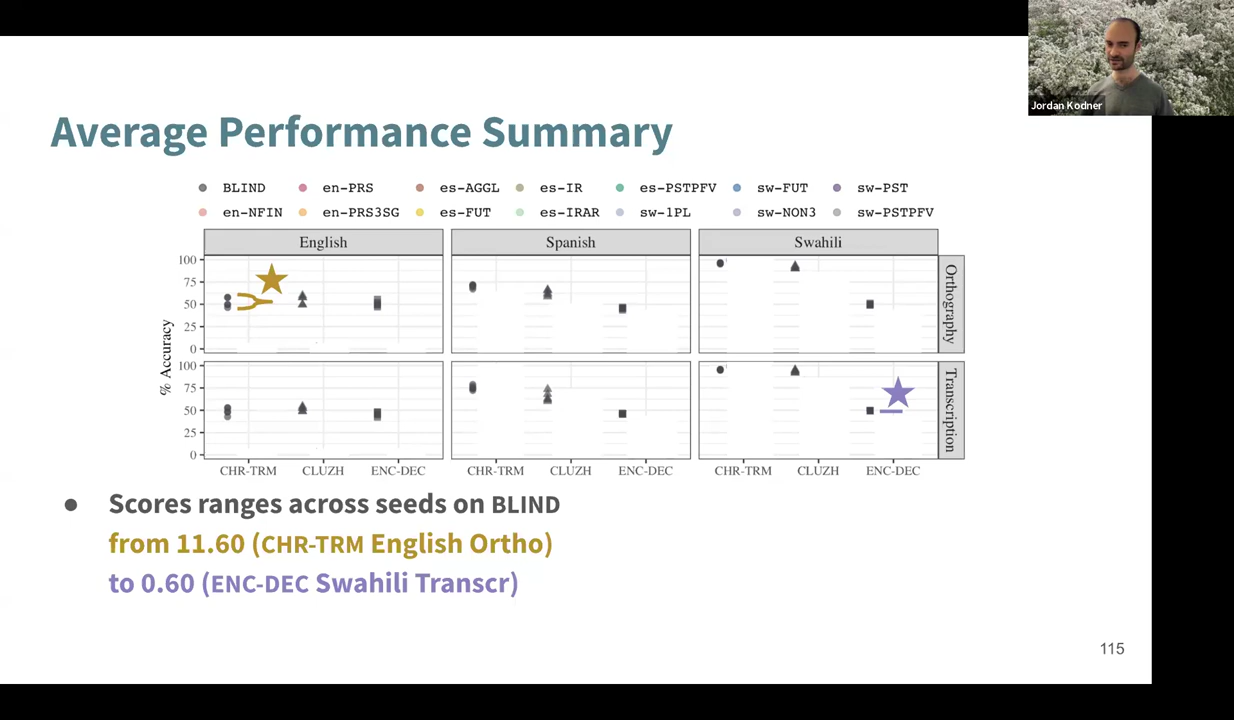 Jordan Kodner
Average Performance Summary
BLIND en-PRS es-AGGL es-IR es-PSTPFV sw-FUT sw-PST
en-NFIN en-PRS3SG es-FUT es-IRAR sw-1PL sw-NON3 sw-PSTPFV
English Spanish Swahili
% Accuracy
100
75
50
25
0
Orthography
100
75
50
25
0
Transcription
CHR-TRM CLUZH ENC-DEC CHR-TRM CLUZH ENC-DEC CHR-TRM CLUZH ENC-DEC
● Scores ranges across seeds on BLIND
from 11.60 (CHR-TRM English Ortho)
to 0.60 (ENC-DEC Swahili Transcr)
115